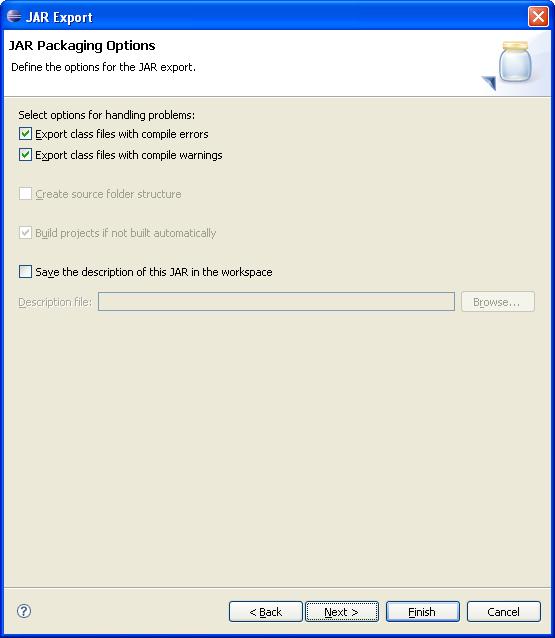 JAR Export
JAR Packaging Options
Define the options for the JAR export.
Select options for handling problems:
Export class files with compile errors
Export class files with compile warnings
Create source folder structure
Build projects if not built automatically
Save the description of this JAR in the workspace
Description file: Browse...
? < Back Next > Finish Cancel